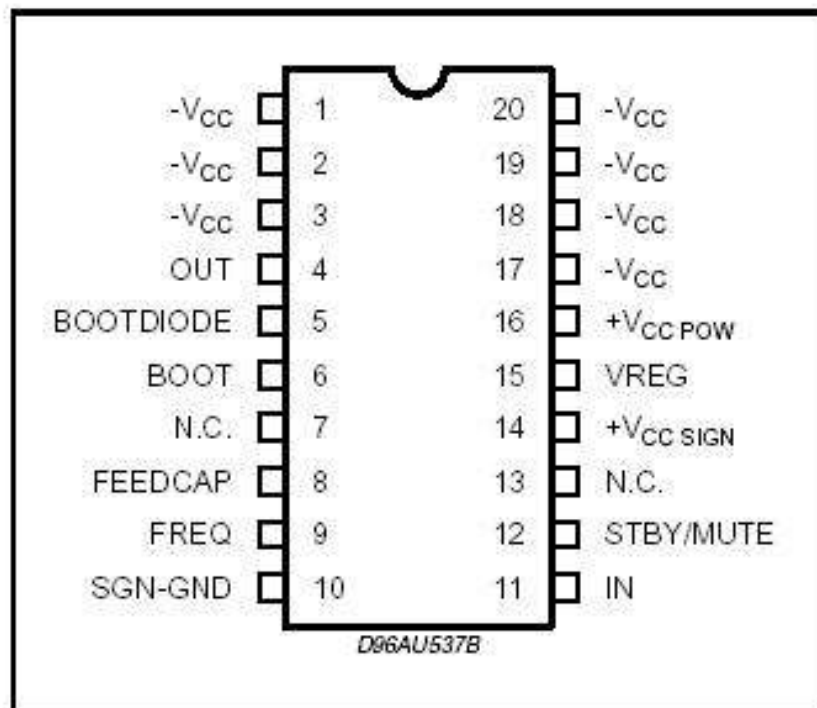 -VCC 1 20 -VCC
-VCC 2 19 -VCC
-VCC 3 18 -VCC
OUT 4 17 -VCC
BOOTDIODE 5 16 +VCC POW
BOOT 6 15 VREG
N.C. 7 14 +VCC SIGN
FEEDCAP 8 13 N.C.
FREQ 9 12 STBY/MUTE
SGN-GND 10 11 IN
D96AU537B